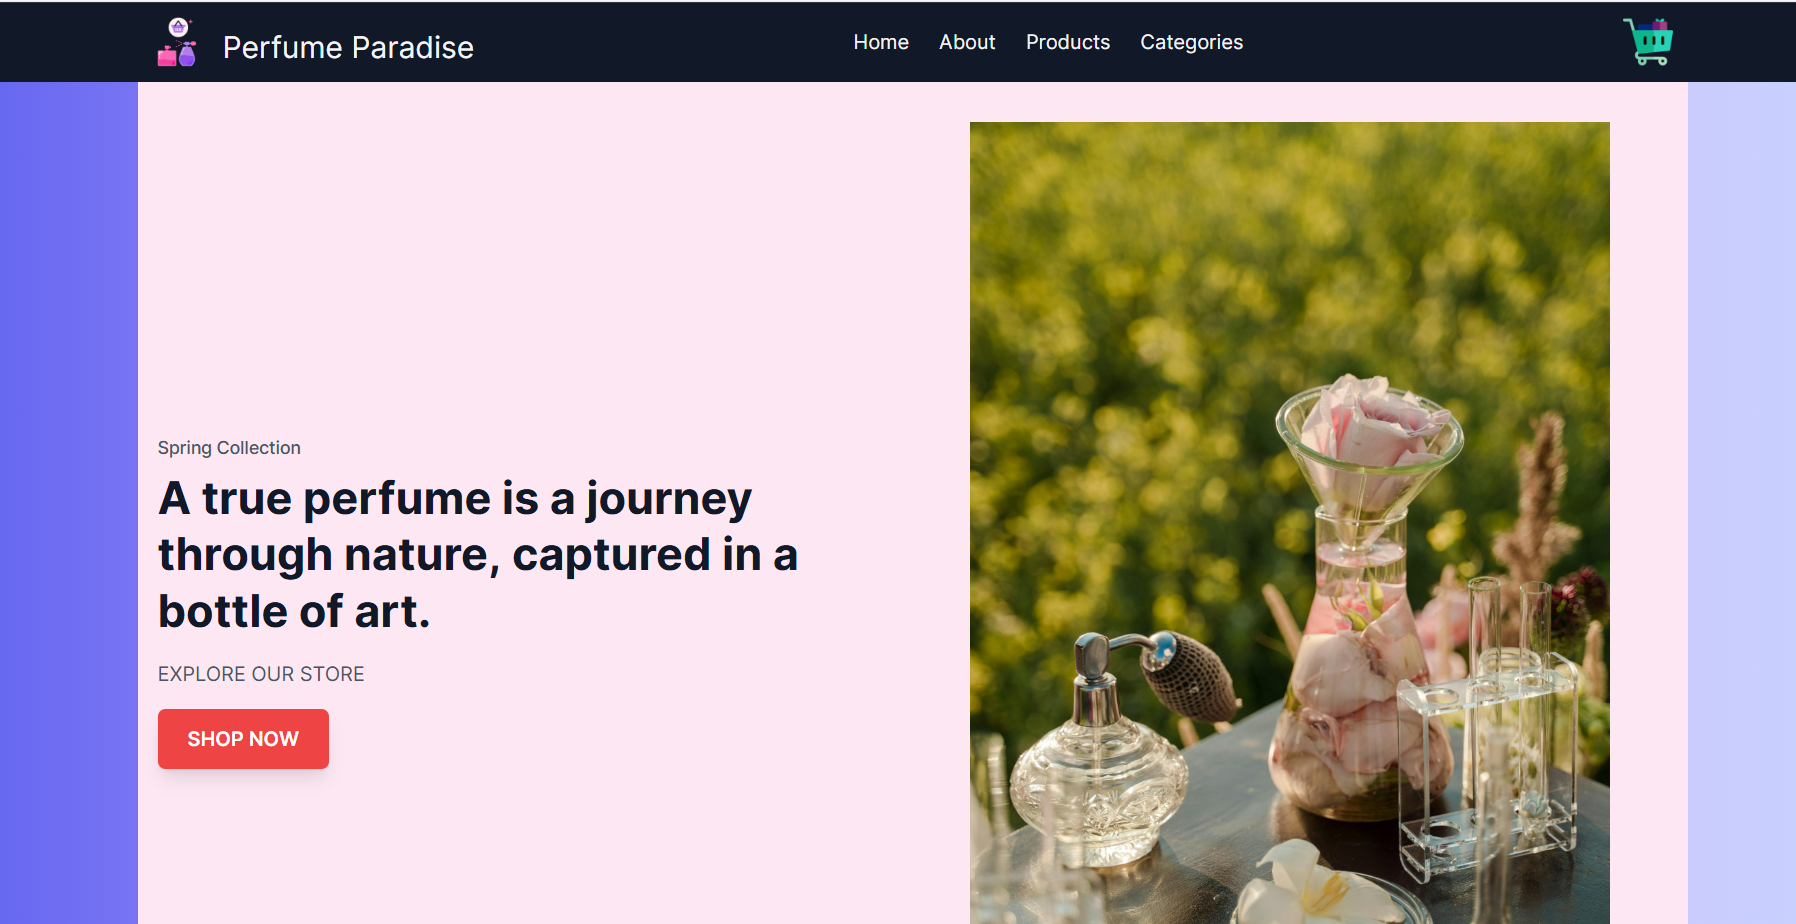 Perfume Paradise
Home About Products Categories
Spring Collection
A true perfume is a journey
through nature, captured in a
bottle of art.
EXPLORE OUR STORE
SHOP NOW